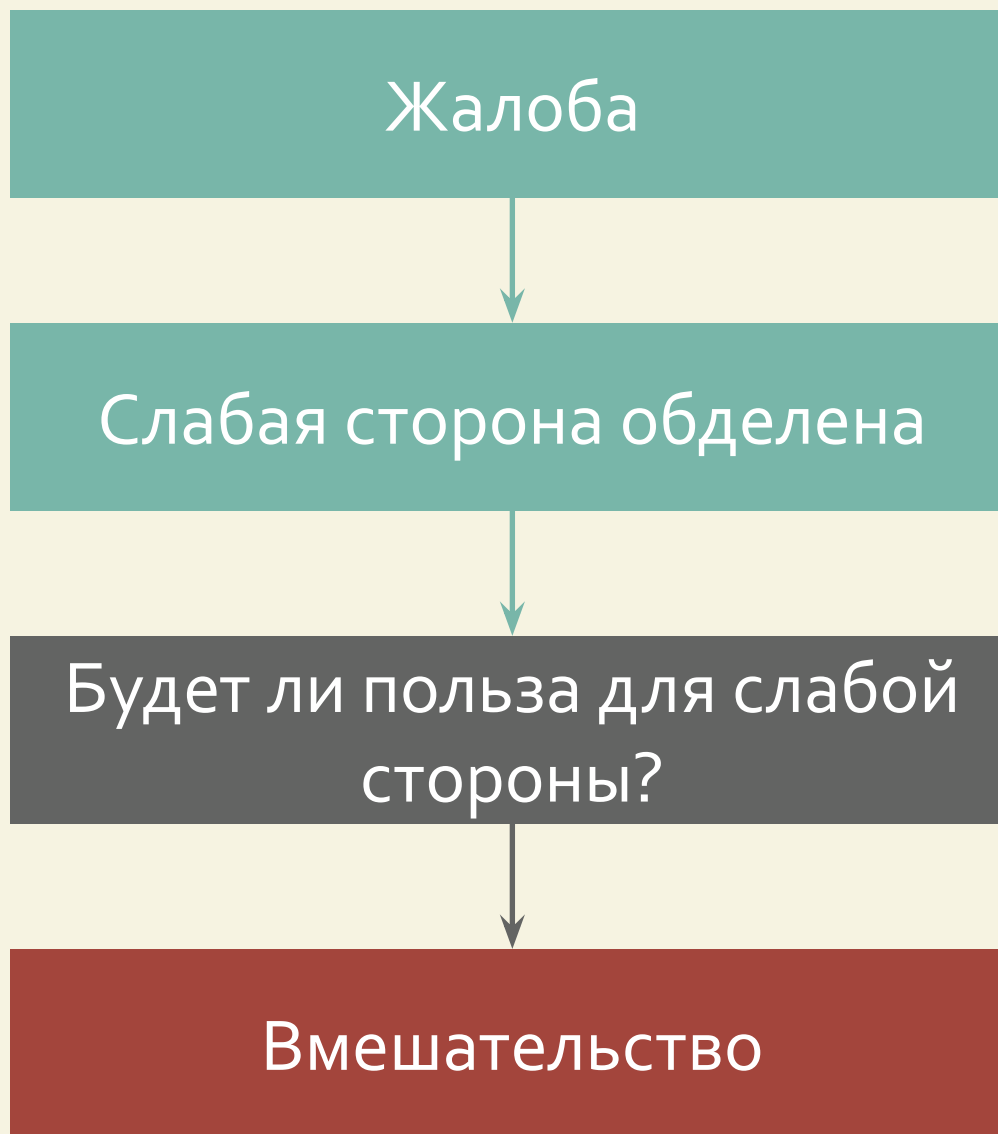 Жалоба
Слабая сторона обделена
Будет ли польза для слабой
стороны?
Вмешательство